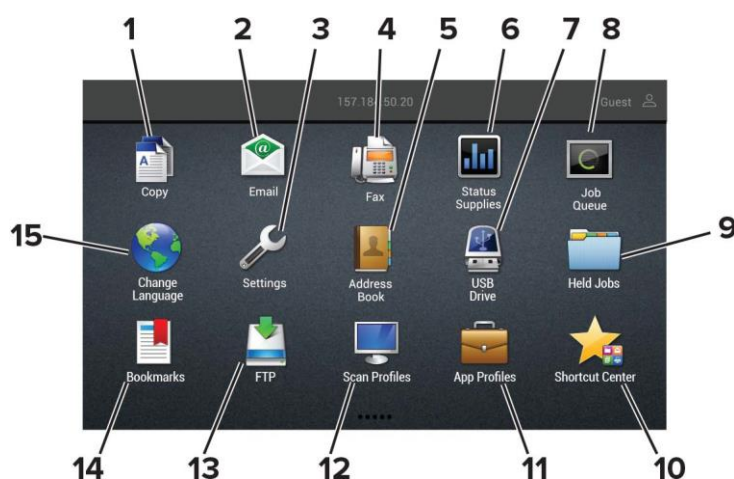 1 2 3 4 5 6 7 8
157.184.50.20 Guest
A @
Copy Email Fax Status Supplies Job Queue
15 9
Change Language Settings Address Book USB Drive Held Jobs
Bookmarks FTP Scan Profiles App Profiles Shortcut Center
14 13 12 11 10